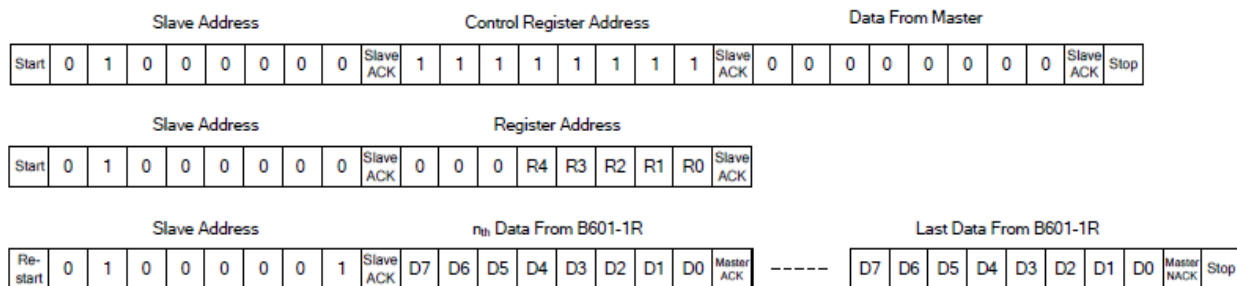 Slave Address Control Register Address Data From Master
Start 0 1 0 0 0 0 0 0 Slave ACK 1 1 1 1 1 1 1 1 Slave ACK 0 0 0 0 0 0 0 0 Slave ACK Stop
Slave Address Register Address
Start 0 1 0 0 0 0 0 0 Slave ACK 0 0 0 R4 R3 R2 R1 R0 Slave ACK
Slave Address nth Data From B601-1R Last Data From B601-1R
Re-start 0 1 0 0 0 0 0 1 Slave ACK D7 D6 D5 D4 D3 D2 D1 D0 Master ACK ----- D7 D6 D5 D4 D3 D2 D1 D0 Master NACK Stop